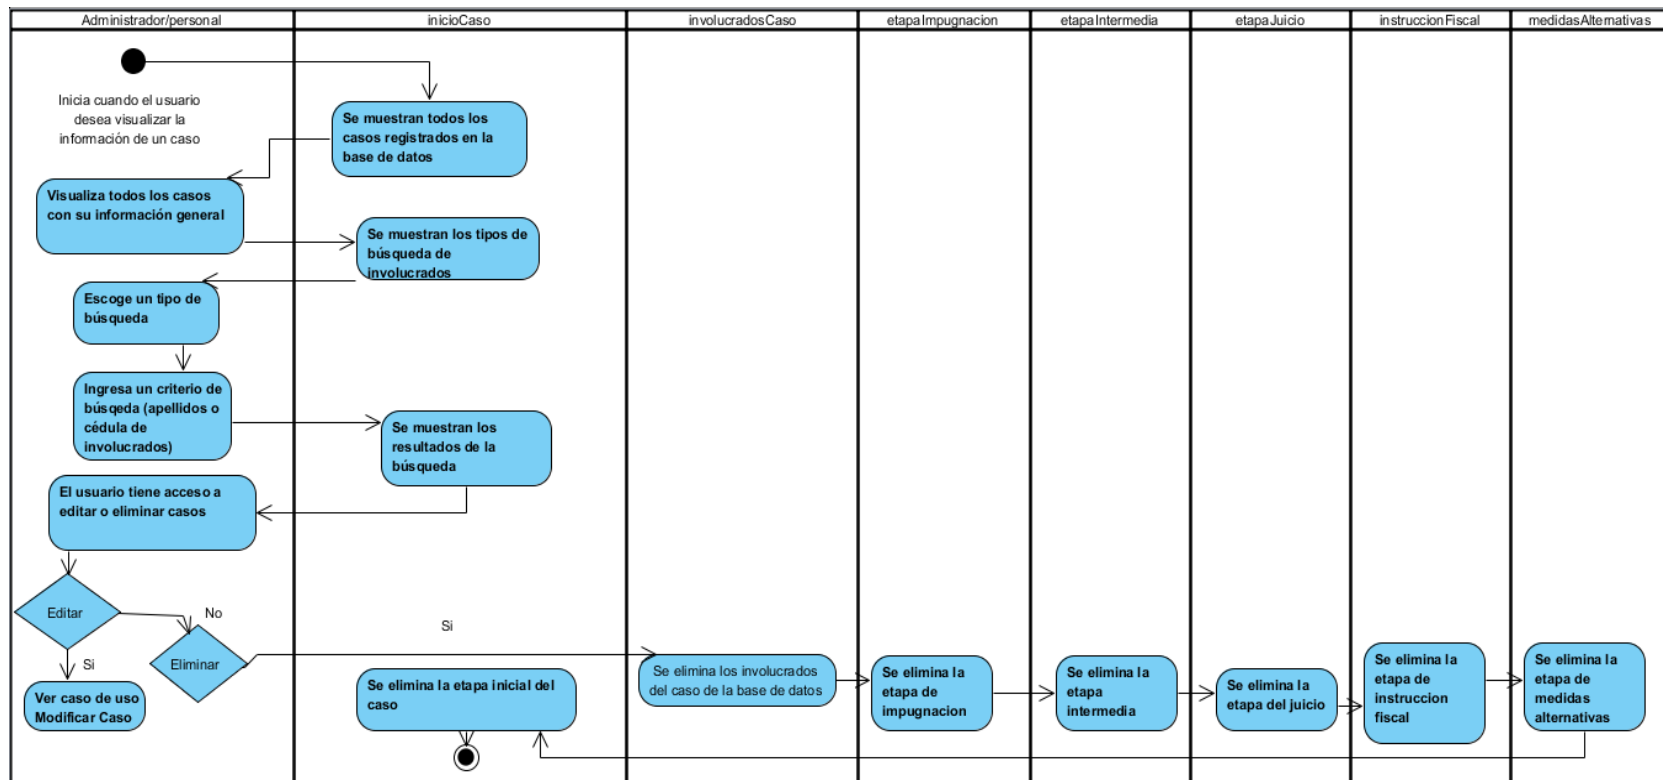 Administrador/personal
inicioCaso
involucradosCaso
etapaImpugnacion
etapaIntermedia
etapaJuicio
instruccionFiscal
medidasAlternativas
Inicia cuando el usuario
desea visualizar la
información de un caso
Se muestran todos los
casos registrados en la
base de datos
Visualiza todos los casos
con su información general
Se muestran los tipos de
búsqueda de
involucrados
Escoge un tipo de
búsqueda
Ingresa un criterio de
búsqeda (apellidos o
cédula de
involucrados)
Se muestran los
resultados de la
búsqueda
El usuario tiene acceso a
editar o eliminar casos
Editar
No
Si
Eliminar
Si
Ver caso de uso
Modificar Caso
Se elimina la etapa inicial del
caso
Se elimina los involucrados
del caso de la base de datos
Se elimina la
etapa de
impugnacion
Se elimina la
etapa
intermedia
Se elimina la
etapa del juicio
Se elimina la
etapa de
instruccion
fiscal
Se elimina la
etapa de
medidas
alternativas